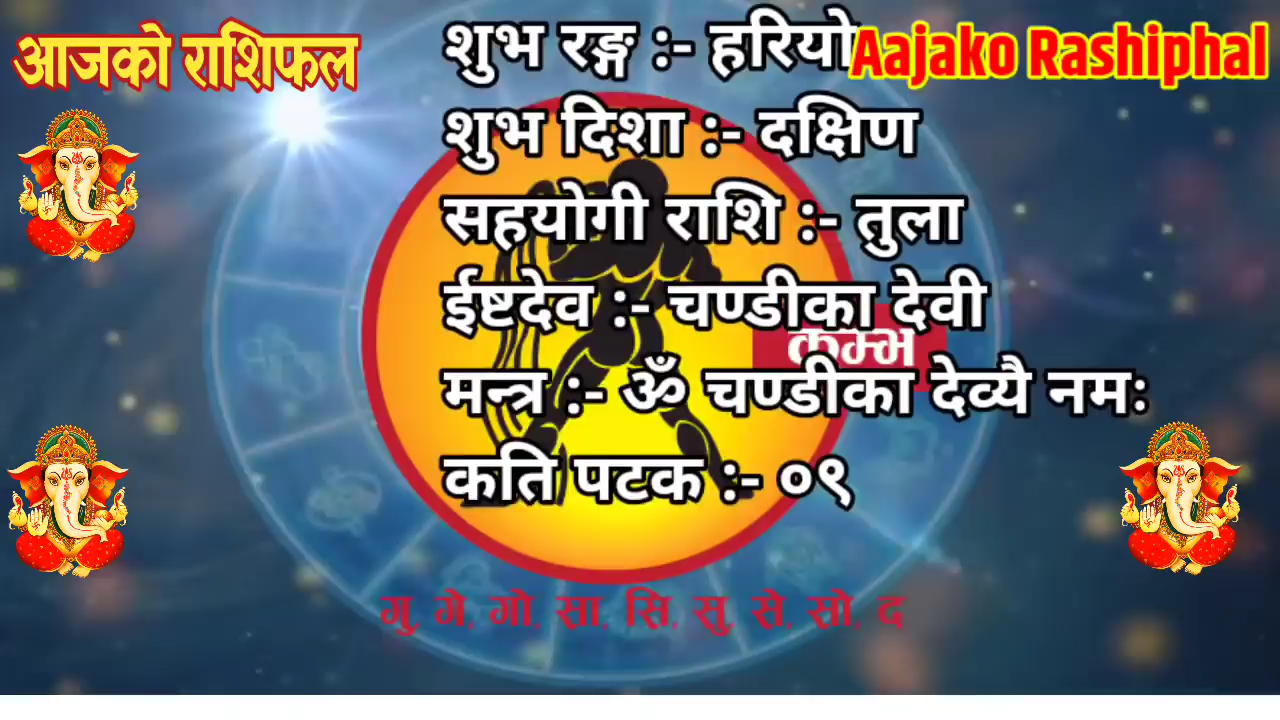 आजको राशिफल
Aajako Rashiphal
शुभ रङ्ग :- हरियो
शुभ दिशा :- दक्षिण
सहयोगी राशि :- तुला
ईष्टदेव :- चण्डीका देवी
कुम्भ
मन्त्र :- ॐ चण्डीका देव्यै नमः
कति पटक :- ०९
गु, गे, गो, सा, सि, सु, से, सो, द